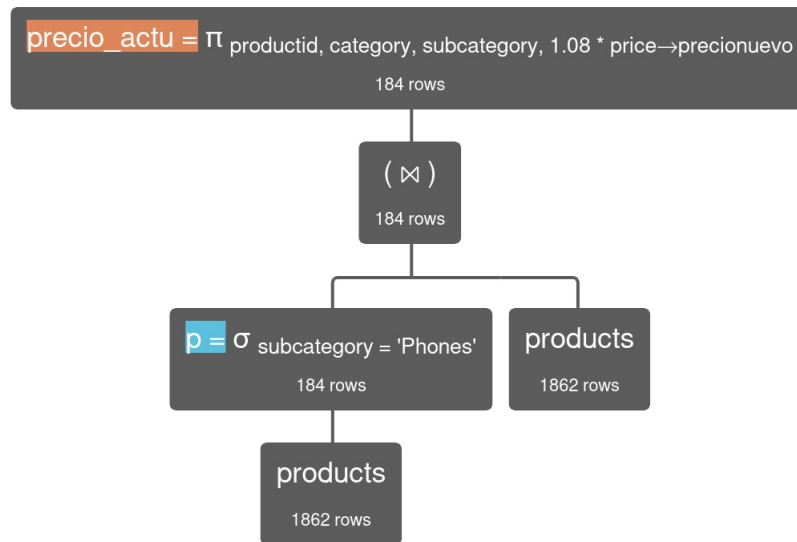 precio_actu = π productid, category, subcategory, 1.08 * price→precionuevo
184 rows
( ⋈ )
184 rows
p = σ subcategory = 'Phones'
184 rows
products
1862 rows
products
1862 rows